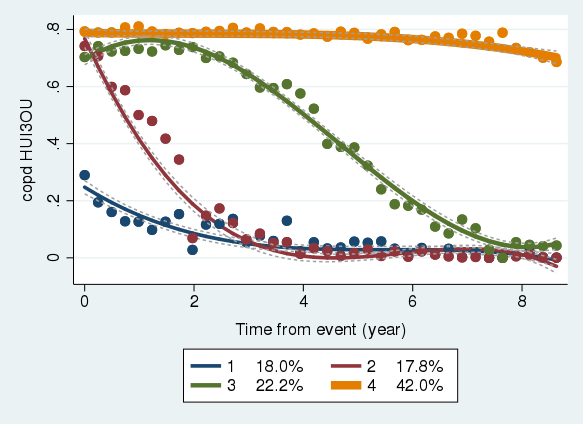 copd HUI3OU
.8
.6
.4
.2
0
0 2 4 6 8
Time from event (year)
1 18.0% 2 17.8%
3 22.2% 4 42.0%